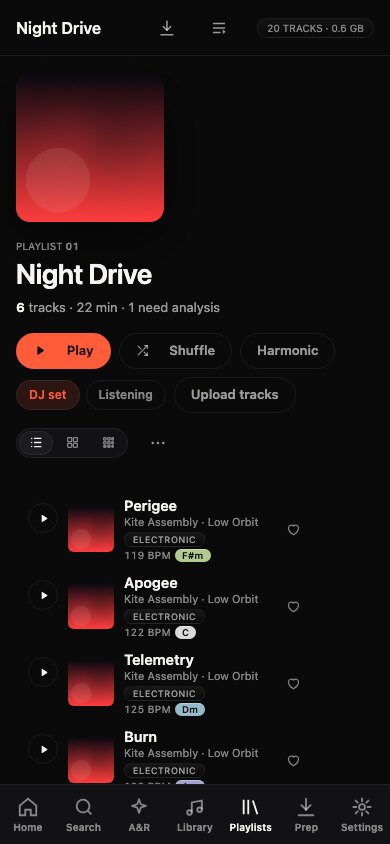 Night Drive
20 TRACKS · 0.6 GB
PLAYLIST 01
Night Drive
6 tracks · 22 min · 1 need analysis
Play
Shuffle
Harmonic
DJ set
Listening
Upload tracks
Perigee
Kite Assembly · Low Orbit
ELECTRONIC
119 BPM F#m
Apogee
Kite Assembly · Low Orbit
ELECTRONIC
122 BPM C
Telemetry
Kite Assembly · Low Orbit
ELECTRONIC
125 BPM Dm
Burn
Kite Assembly · Low Orbit
ELECTRONIC
Home
Search
A&R
Library
Playlists
Prep
Settings